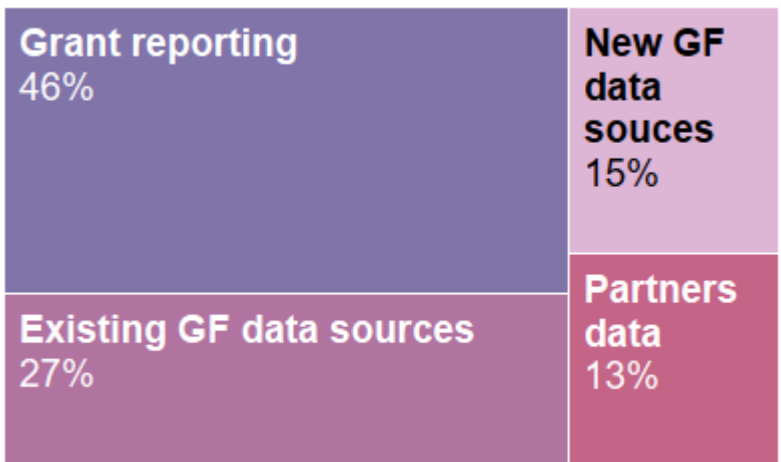 Grant reporting
46%
New GF
data
souces
15%
Existing GF data sources
27%
Partners
data
13%